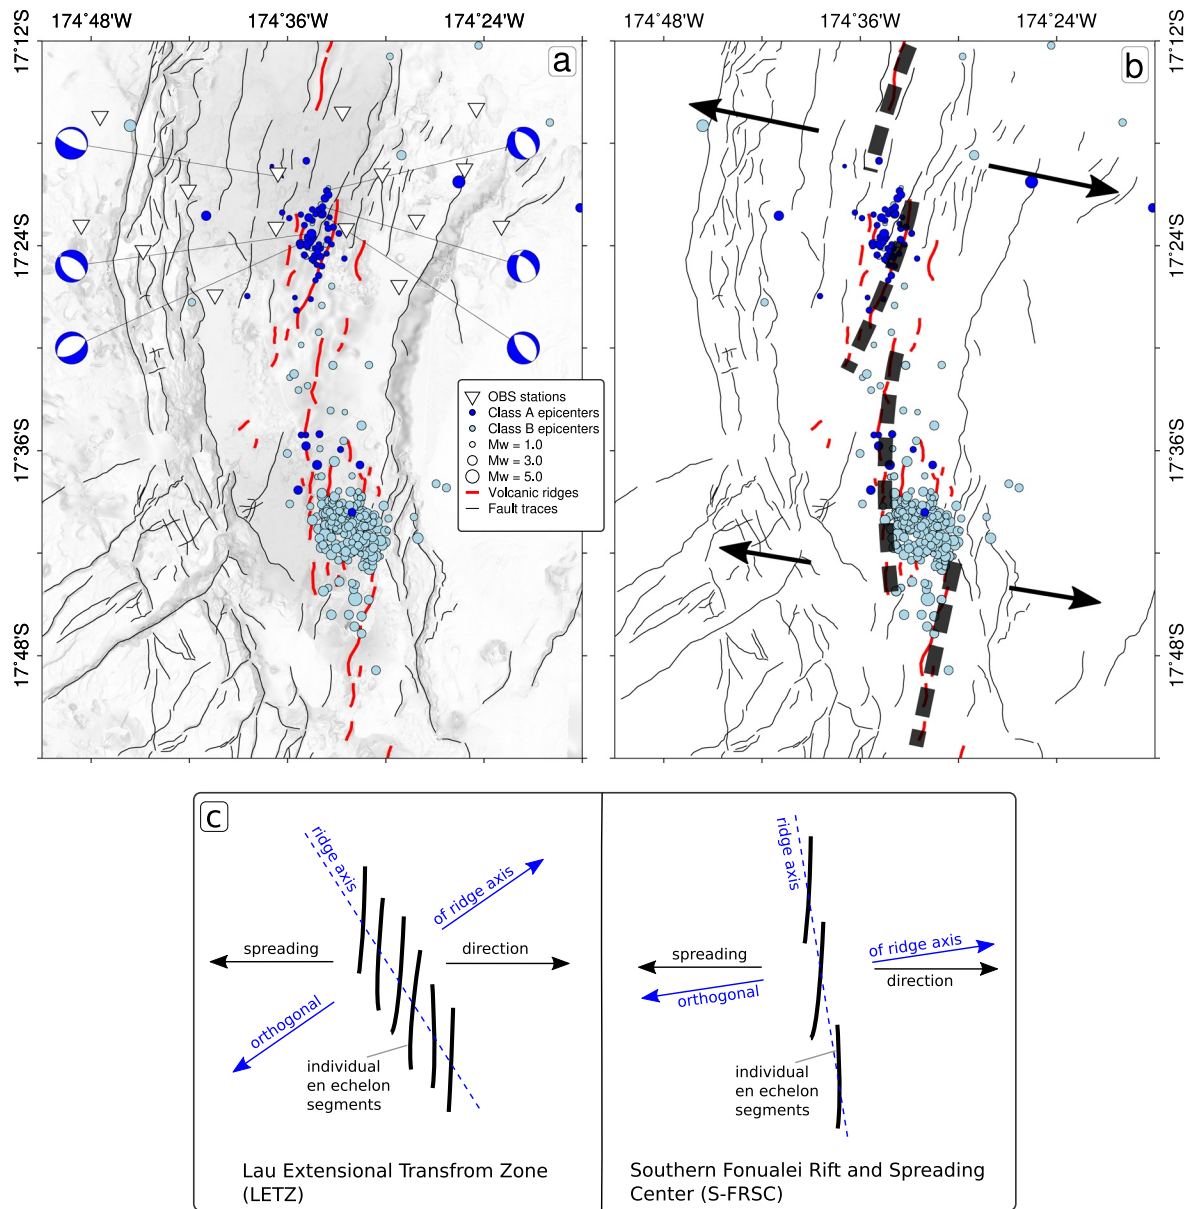 174˚48'W 174˚36'W 174˚24'W
174˚48'W 174˚36'W 174˚24'W
17˚12'S
17˚24'S
17˚36'S
17˚48'S
a
OBS stations
Class A epicenters
Class B epicenters
Mw = 1.0
Mw = 3.0
Mw = 5.0
Volcanic ridges
Fault traces
b
17˚12'S
17˚24'S
17˚36'S
17˚48'S
c
ridge axis
of ridge axis
spreading
direction
orthogonal
individual
en echelon
segments
Lau Extensional Transfrom Zone
(LETZ)
ridge axis
of ridge axis
spreading
direction
orthogonal
individual
en echelon
segments
Southern Fonualei Rift and Spreading
Center (S-FRSC)